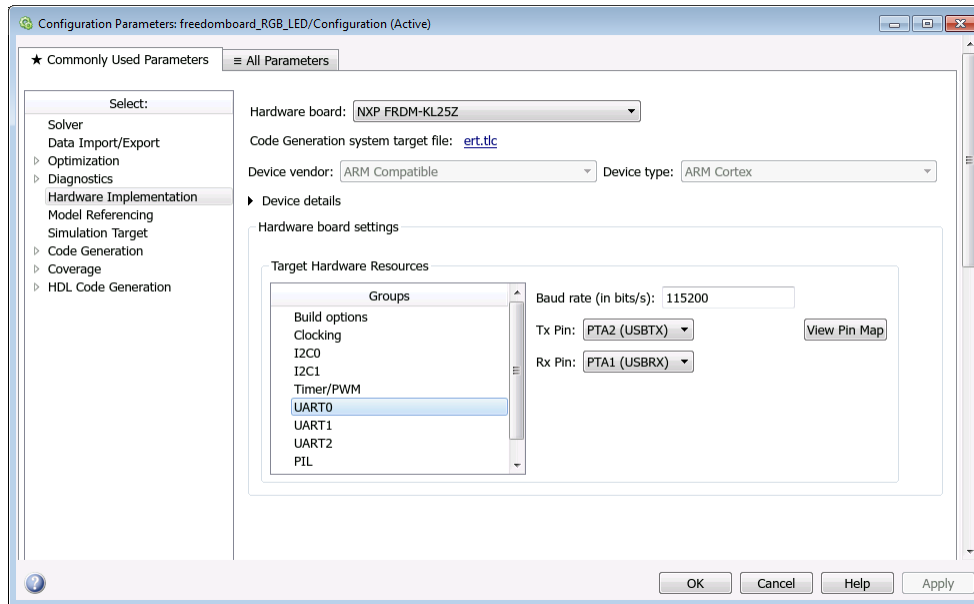 Configuration Parameters: freedomboard_RGB_LED/Configuration (Active)
★ Commonly Used Parameters
≡ All Parameters
Select:
Solver
Data Import/Export
Optimization
Diagnostics
Hardware Implementation
Model Referencing
Simulation Target
Code Generation
Coverage
HDL Code Generation
Hardware board: NXP FRDM-KL25Z
Code Generation system target file: ert.tlc
Device vendor: ARM Compatible Device type: ARM Cortex
Device details
Hardware board settings
Target Hardware Resources
Groups
Build options
Clocking
I2C0
I2C1
Timer/PWM
UART0
UART1
UART2
PIL
Baud rate (in bits/s): 115200
Tx Pin: PTA2 (USBTX) View Pin Map
Rx Pin: PTA1 (USBRX)
OK Cancel Help Apply